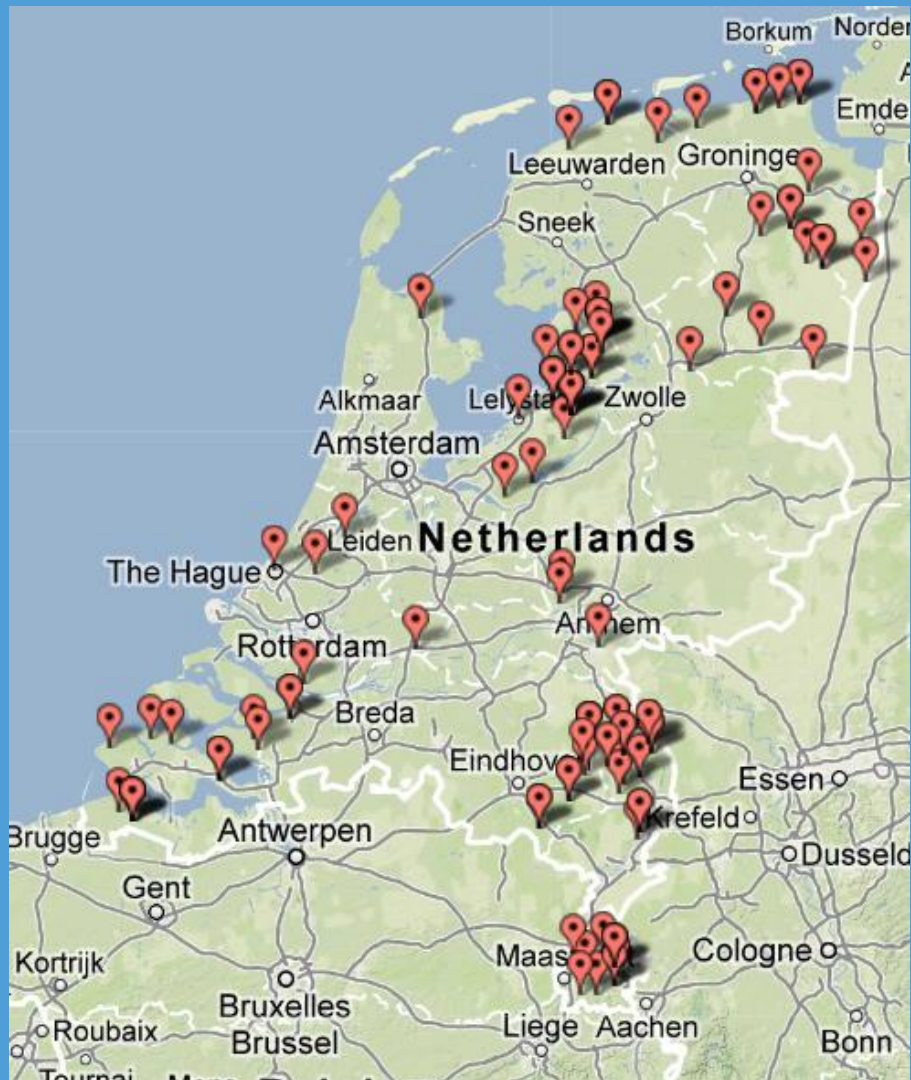 Borkum
Norder
Emde
Leeuwarden
Groninge
Sneek
Alkmaar
Lelysta
Zwolle
Amsterdam
Leiden
Netherlands
The Hague
Arnhem
Rotterdam
Breda
Eindhoven
Essen
Krefeld
Brugge
Antwerpen
Dusseld
Gent
Maas
Cologne
Kortrijk
Bruxelles
Brussel
Liege
Aachen
Roubaix
Bonn